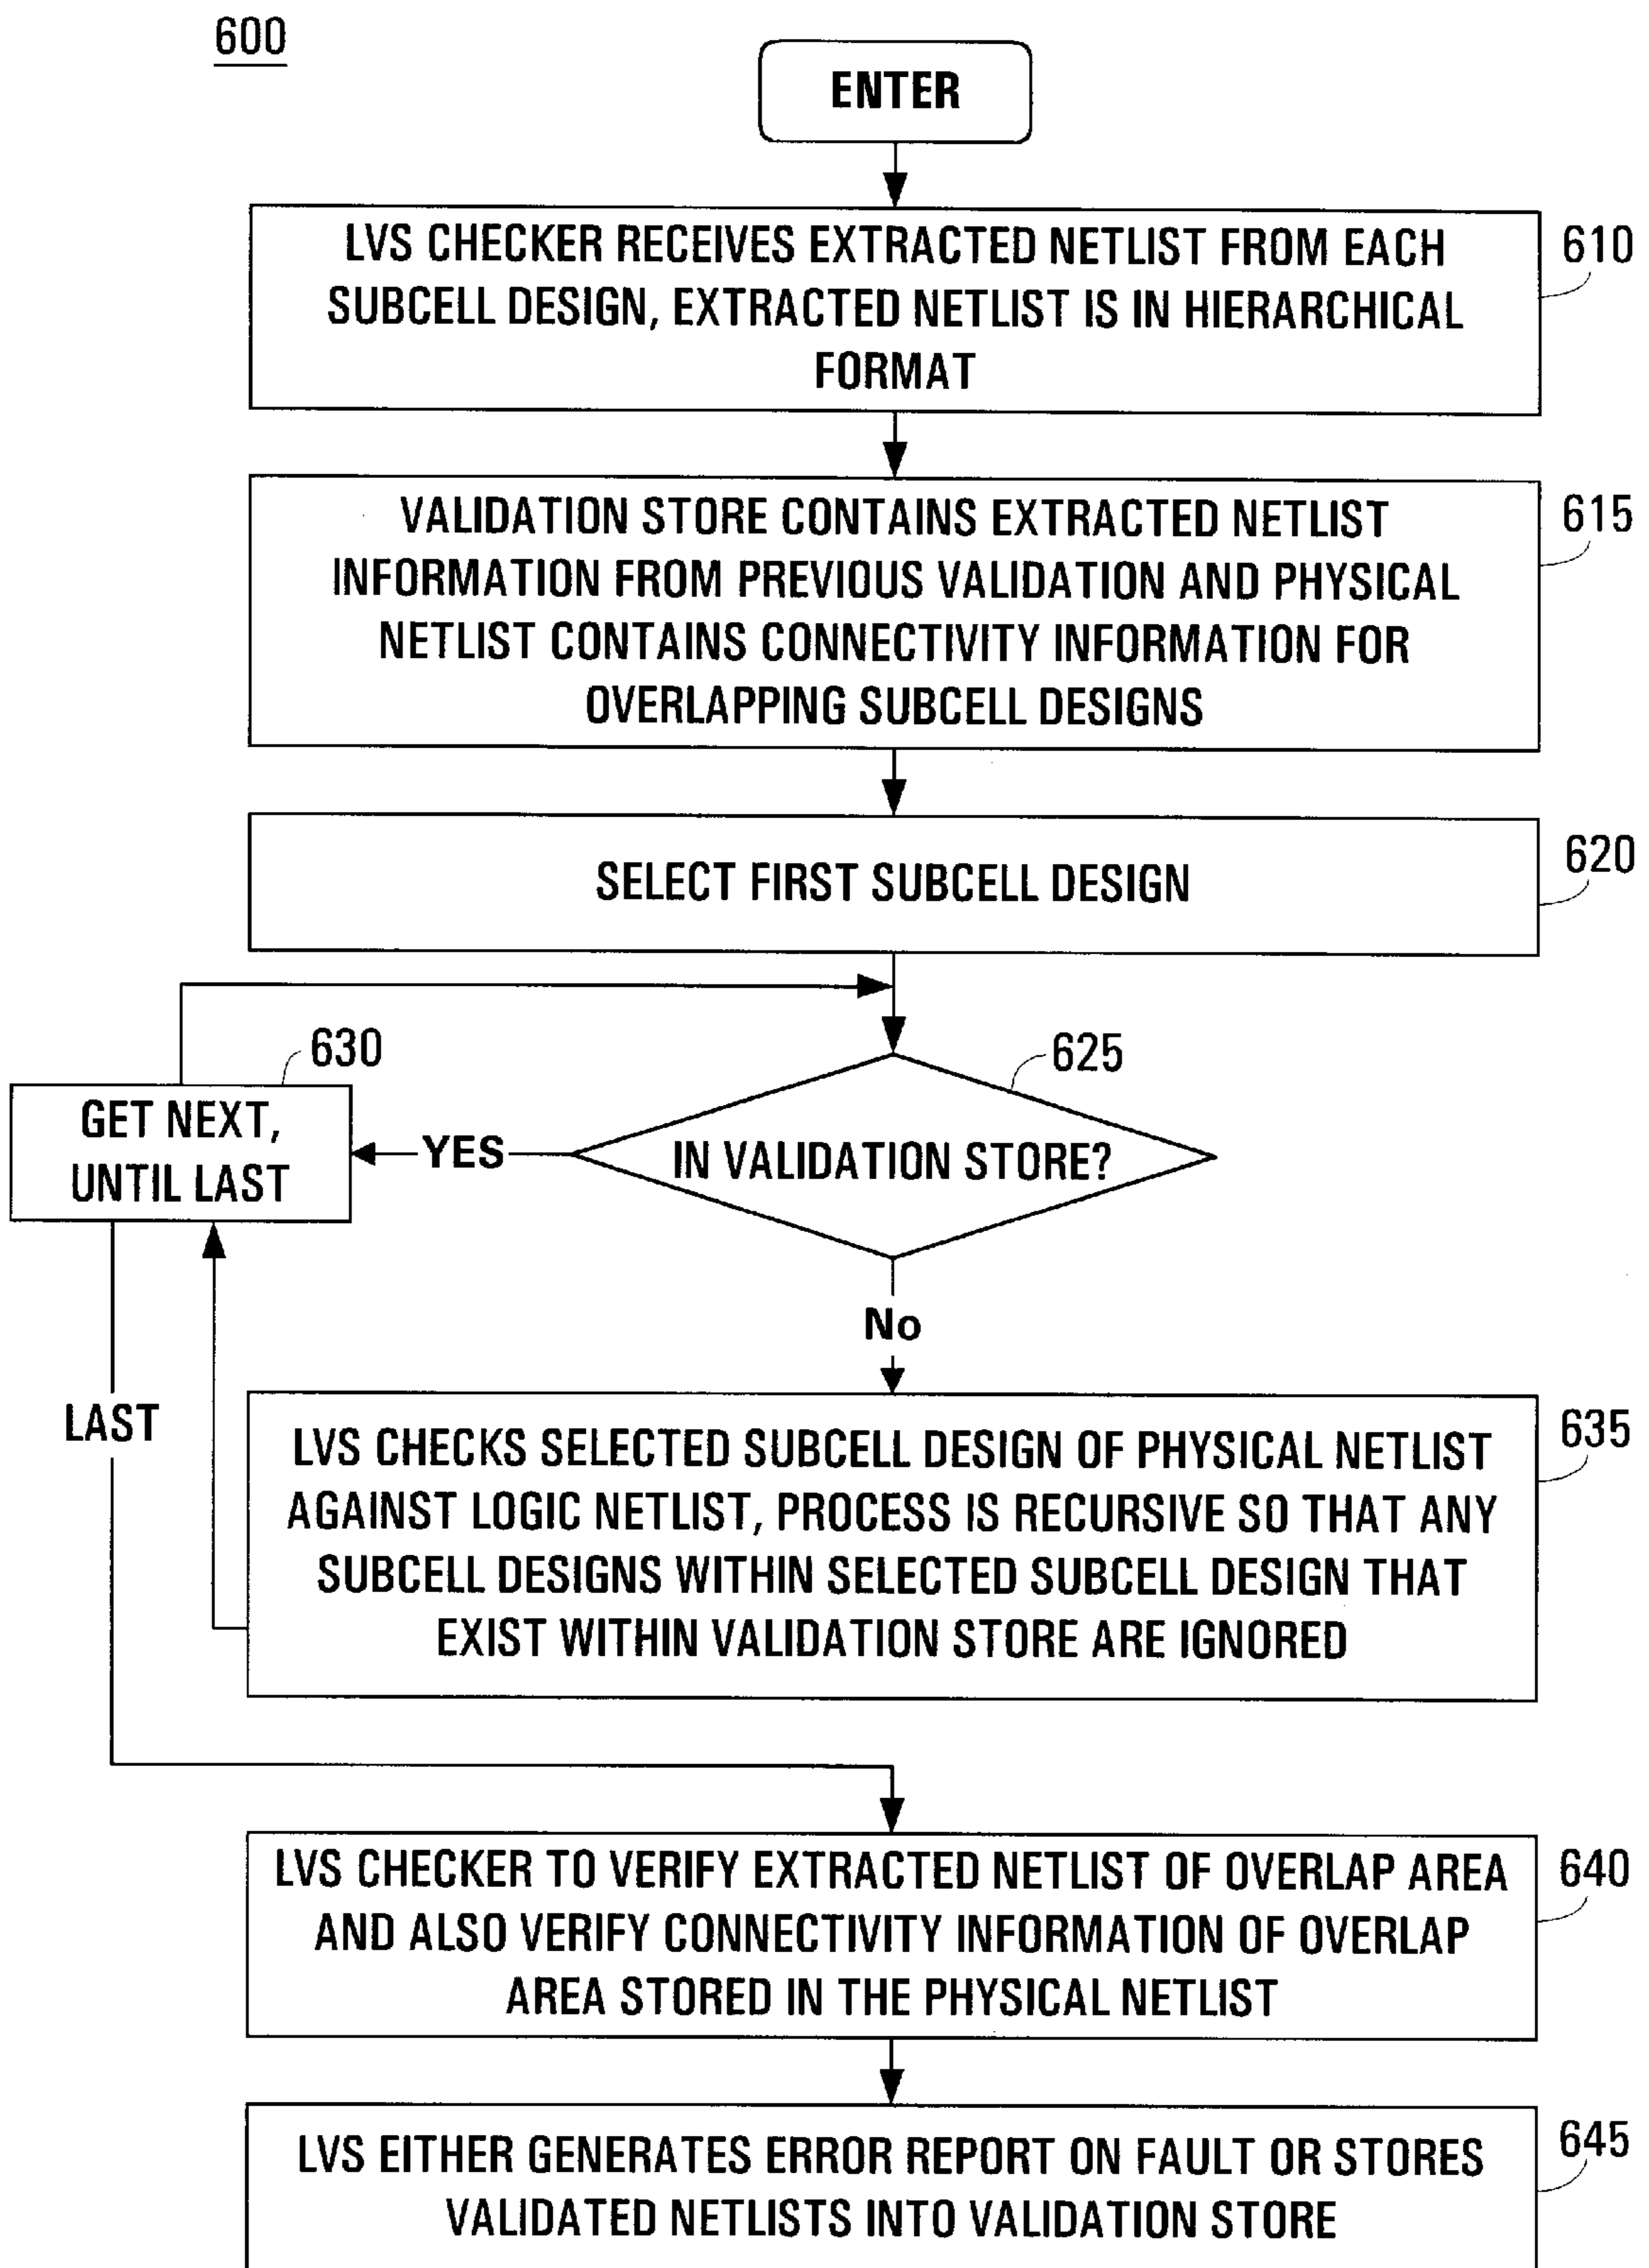 600
ENTER
LVS CHECKER RECEIVES EXTRACTED NETLIST FROM EACH
SUBCELL DESIGN, EXTRACTED NETLIST IS IN HIERARCHICAL
FORMAT
610
VALIDATION STORE CONTAINS EXTRACTED NETLIST
INFORMATION FROM PREVIOUS VALIDATION AND PHYSICAL
NETLIST CONTAINS CONNECTIVITY INFORMATION FOR
OVERLAPPING SUBCELL DESIGNS
615
SELECT FIRST SUBCELL DESIGN
620
630
625
GET NEXT,
UNTIL LAST
YES
IN VALIDATION STORE?
No
LAST
LVS CHECKS SELECTED SUBCELL DESIGN OF PHYSICAL NETLIST
AGAINST LOGIC NETLIST, PROCESS IS RECURSIVE SO THAT ANY
SUBCELL DESIGNS WITHIN SELECTED SUBCELL DESIGN THAT
EXIST WITHIN VALIDATION STORE ARE IGNORED
635
LVS CHECKER TO VERIFY EXTRACTED NETLIST OF OVERLAP AREA
AND ALSO VERIFY CONNECTIVITY INFORMATION OF OVERLAP
AREA STORED IN THE PHYSICAL NETLIST
640
LVS EITHER GENERATES ERROR REPORT ON FAULT OR STORES
VALIDATED NETLISTS INTO VALIDATION STORE
645